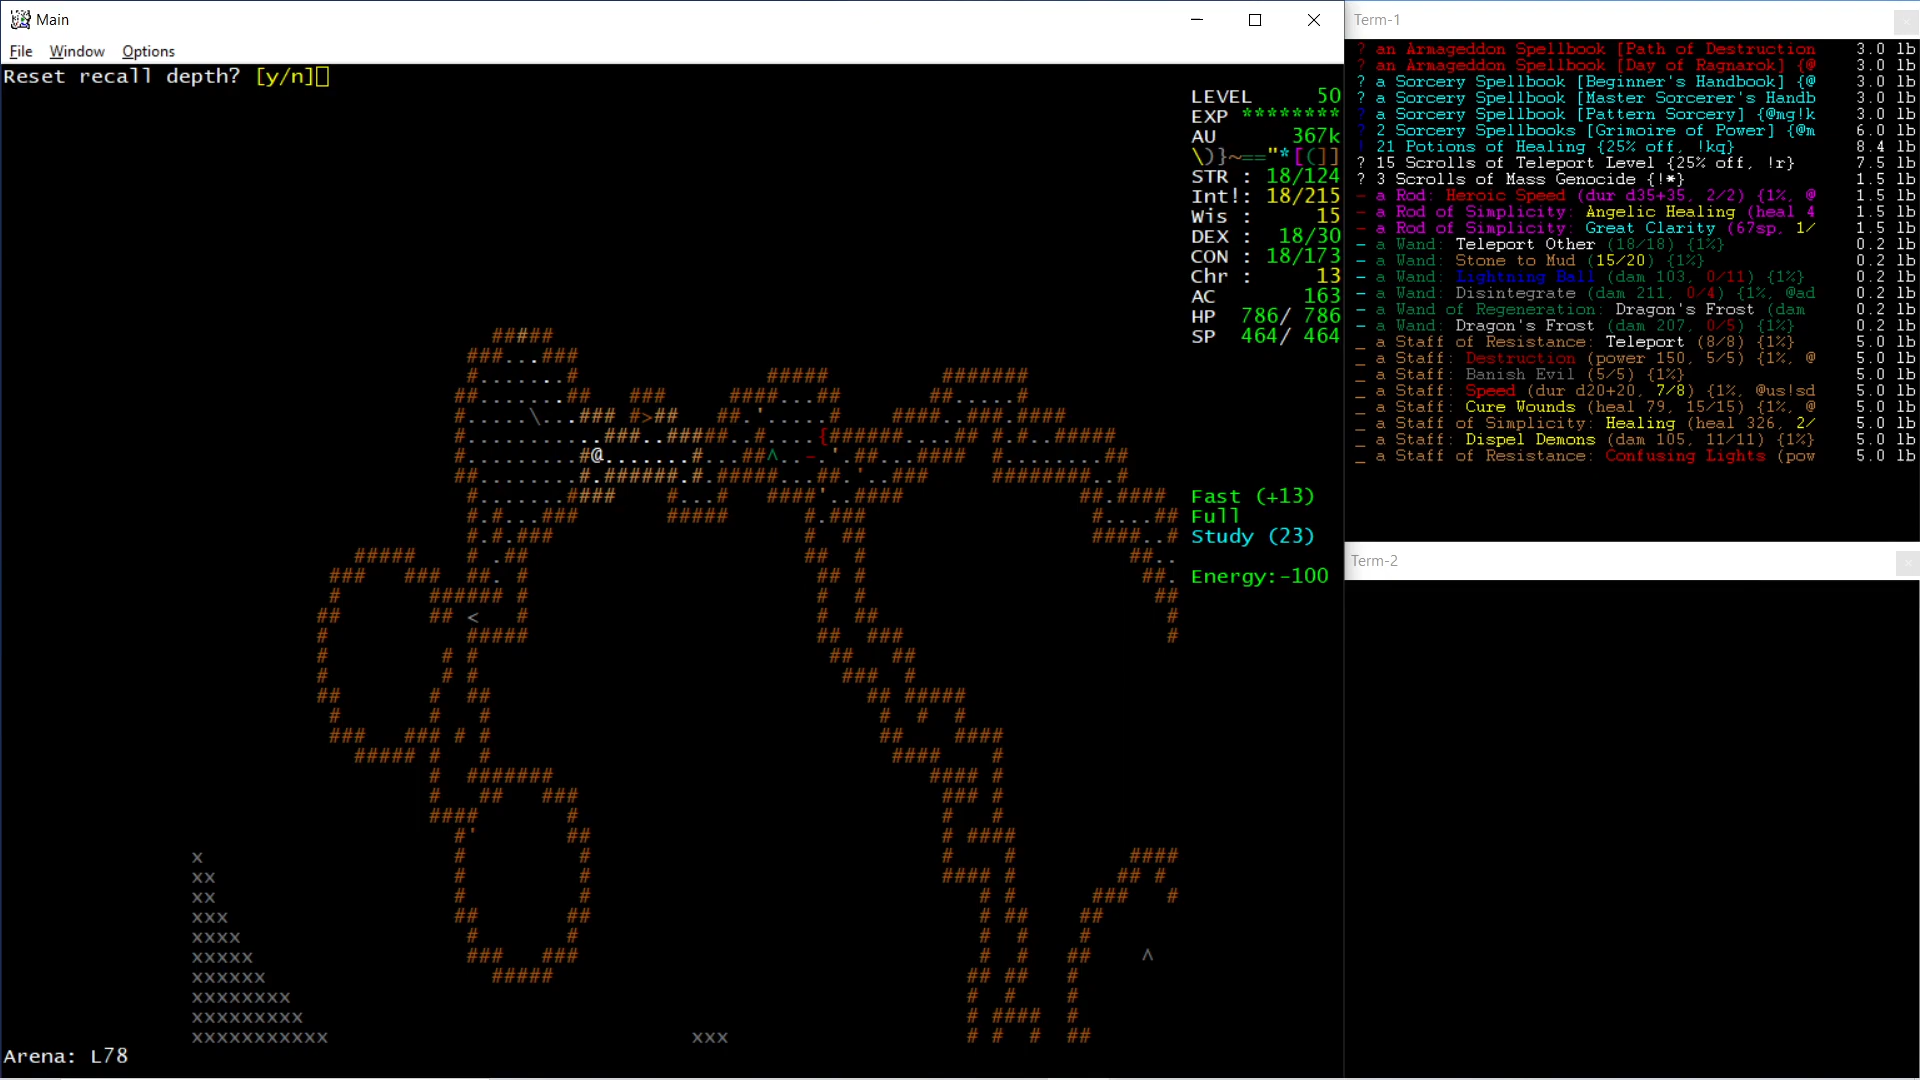 Main
File Window Options
Reset recall depth? [y/n]
LEVEL 50
EXP ********
AU 367k
\)}~=="*[(]]
STR : 18/124
Int!: 18/215
Wis : 15
DEX : 18/30
CON : 18/173
Chr : 13
AC 163
HP 786/ 786
SP 464/ 464
Fast (+13)
Full
Study (23)
Energy:-100
Arena: L78
Term-1
? an Armageddon Spellbook [Path of Destruction 3.0 lb
? an Armageddon Spellbook [Day of Ragnarok] {@ 3.0 lb
? a Sorcery Spellbook [Beginner's Handbook] {@ 3.0 lb
? a Sorcery Spellbook [Master Sorcerer's Handb 3.0 lb
? a Sorcery Spellbook [Pattern Sorcery] {@mg!k 3.0 lb
? 2 Sorcery Spellbooks [Grimoire of Power] {@m 6.0 lb
! 21 Potions of Healing {25% off, !kq} 8.4 lb
? 15 Scrolls of Teleport Level {25% off, !r} 7.5 lb
? 3 Scrolls of Mass Genocide {!*} 1.5 lb
- a Rod: Heroic Speed (dur d35+35, 2/2) {1%, @ 1.5 lb
- a Rod of Simplicity: Angelic Healing (heal 4 1.5 lb
- a Rod of Simplicity: Great Clarity (67sp, 1/ 1.5 lb
- a Wand: Teleport Other (18/18) {1%} 0.2 lb
- a Wand: Stone to Mud (15/20) {1%} 0.2 lb
- a Wand: Lightning Ball (dam 103, 0/11) {1%} 0.2 lb
- a Wand: Disintegrate (dam 211, 0/4) {1%, @ad 0.2 lb
- a Wand of Regeneration: Dragon's Frost (dam 0.2 lb
- a Wand: Dragon's Frost (dam 207, 0/5) {1%} 0.2 lb
_ a Staff of Resistance: Teleport (8/8) {1%} 5.0 lb
_ a Staff: Destruction (power 150, 5/5) {1%, @ 5.0 lb
_ a Staff: Banish Evil (5/5) {1%} 5.0 lb
_ a Staff: Speed (dur d20+20, 7/8) {1%, @us!sd 5.0 lb
_ a Staff: Cure Wounds (heal 79, 15/15) {1%, @ 5.0 lb
_ a Staff of Simplicity: Healing (heal 326, 2/ 5.0 lb
_ a Staff: Dispel Demons (dam 105, 11/11) {1%} 5.0 lb
_ a Staff of Resistance: Confusing Lights (pow 5.0 lb
Term-2